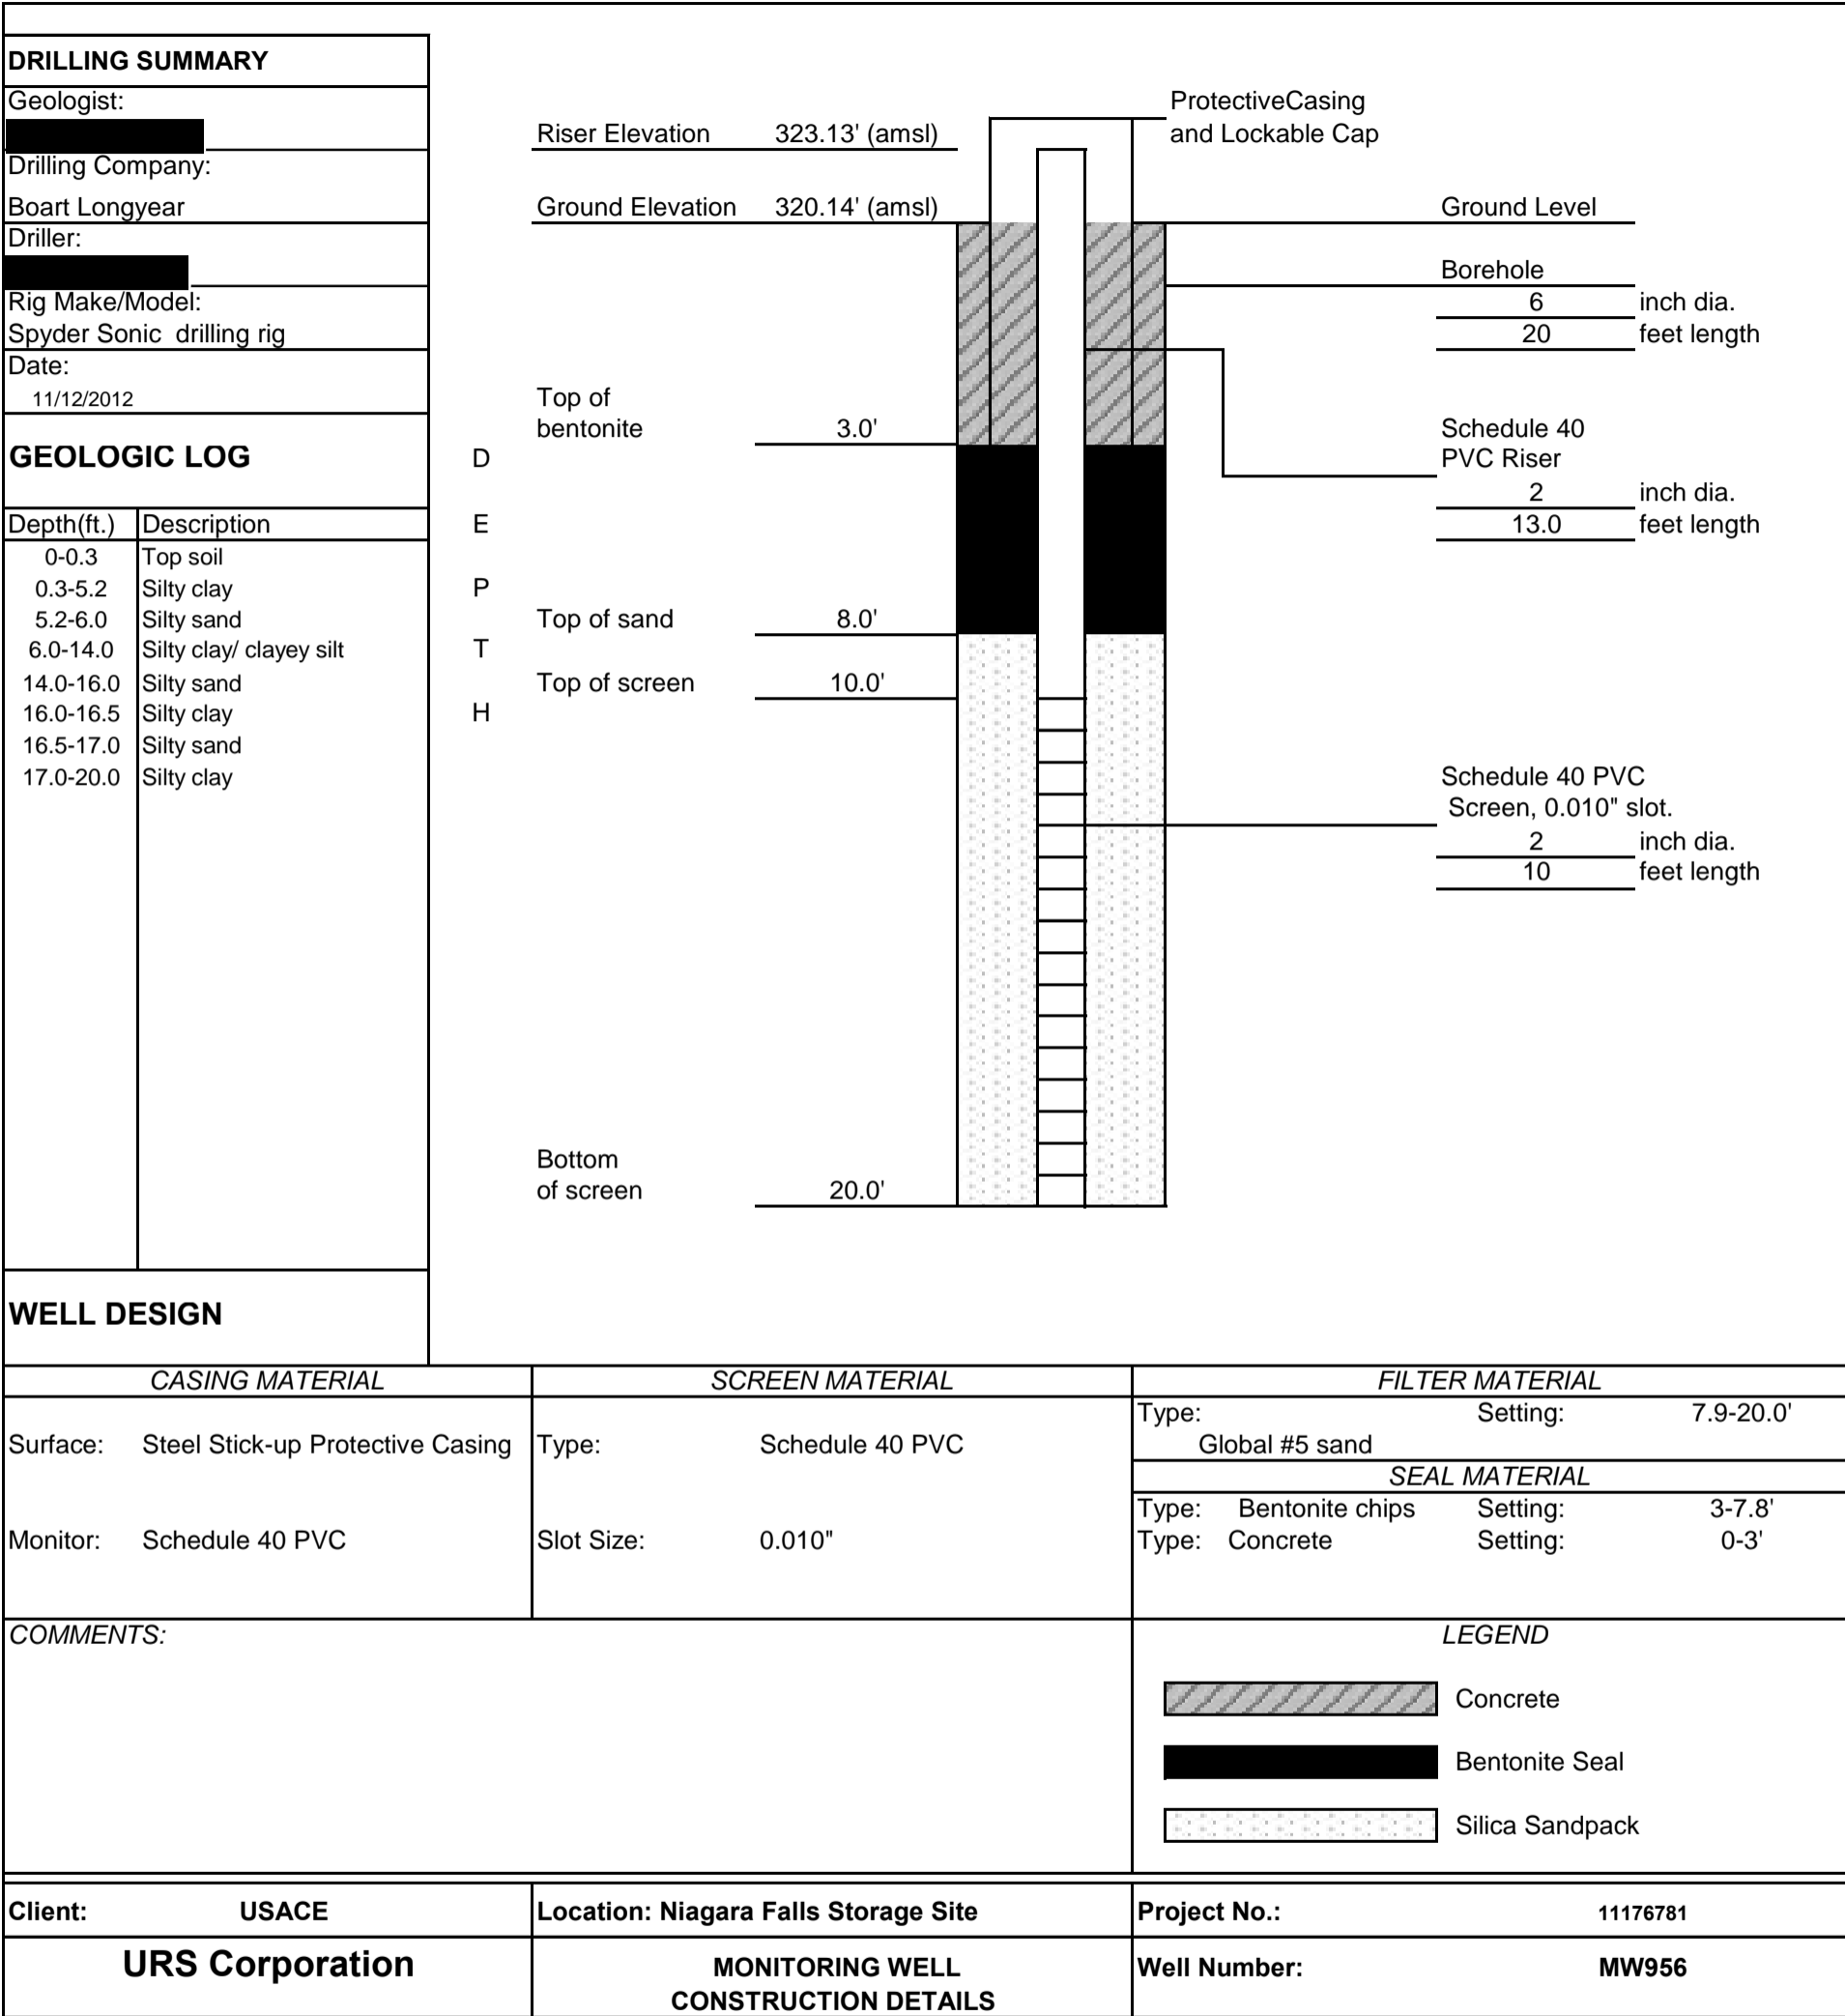 DRILLING SUMMARY
Geologist:
Drilling Company:
Boart Longyear
Driller:
Rig Make/Model:
Spyder Sonic  drilling rig
Date:
11/12/2012
GEOLOGIC LOG
Depth(ft.) Description
0-0.3 Top soil
0.3-5.2 Silty clay
5.2-6.0 Silty sand
6.0-14.0 Silty clay/ clayey silt
14.0-16.0 Silty sand
16.0-16.5 Silty clay
16.5-17.0 Silty sand
17.0-20.0 Silty clay
WELL DESIGN
D
E
P
T
H
Riser Elevation 323.13' (amsl)
Ground Elevation 320.14' (amsl)
Top of
bentonite 3.0'
Top of sand 8.0'
Top of screen 10.0'
Bottom
of screen 20.0'
ProtectiveCasing
and Lockable Cap
Ground Level
Borehole
6 inch dia.
20 feet length
Schedule 40
PVC Riser
2 inch dia.
13.0 feet length
Schedule 40 PVC
Screen, 0.010" slot.
2 inch dia.
10 feet length
CASING MATERIAL
Surface: Steel Stick-up Protective Casing
Monitor: Schedule 40 PVC
SCREEN MATERIAL
Type: Schedule 40 PVC
Slot Size: 0.010"
FILTER MATERIAL
Type: Setting: 7.9-20.0'
Global #5 sand
SEAL MATERIAL
Type: Bentonite chips Setting: 3-7.8'
Type: Concrete Setting: 0-3'
COMMENTS:
LEGEND
Concrete
Bentonite Seal
Silica Sandpack
Client: USACE
Location: Niagara Falls Storage Site
Project No.: 11176781
URS Corporation
MONITORING WELL
CONSTRUCTION DETAILS
Well Number: MW956